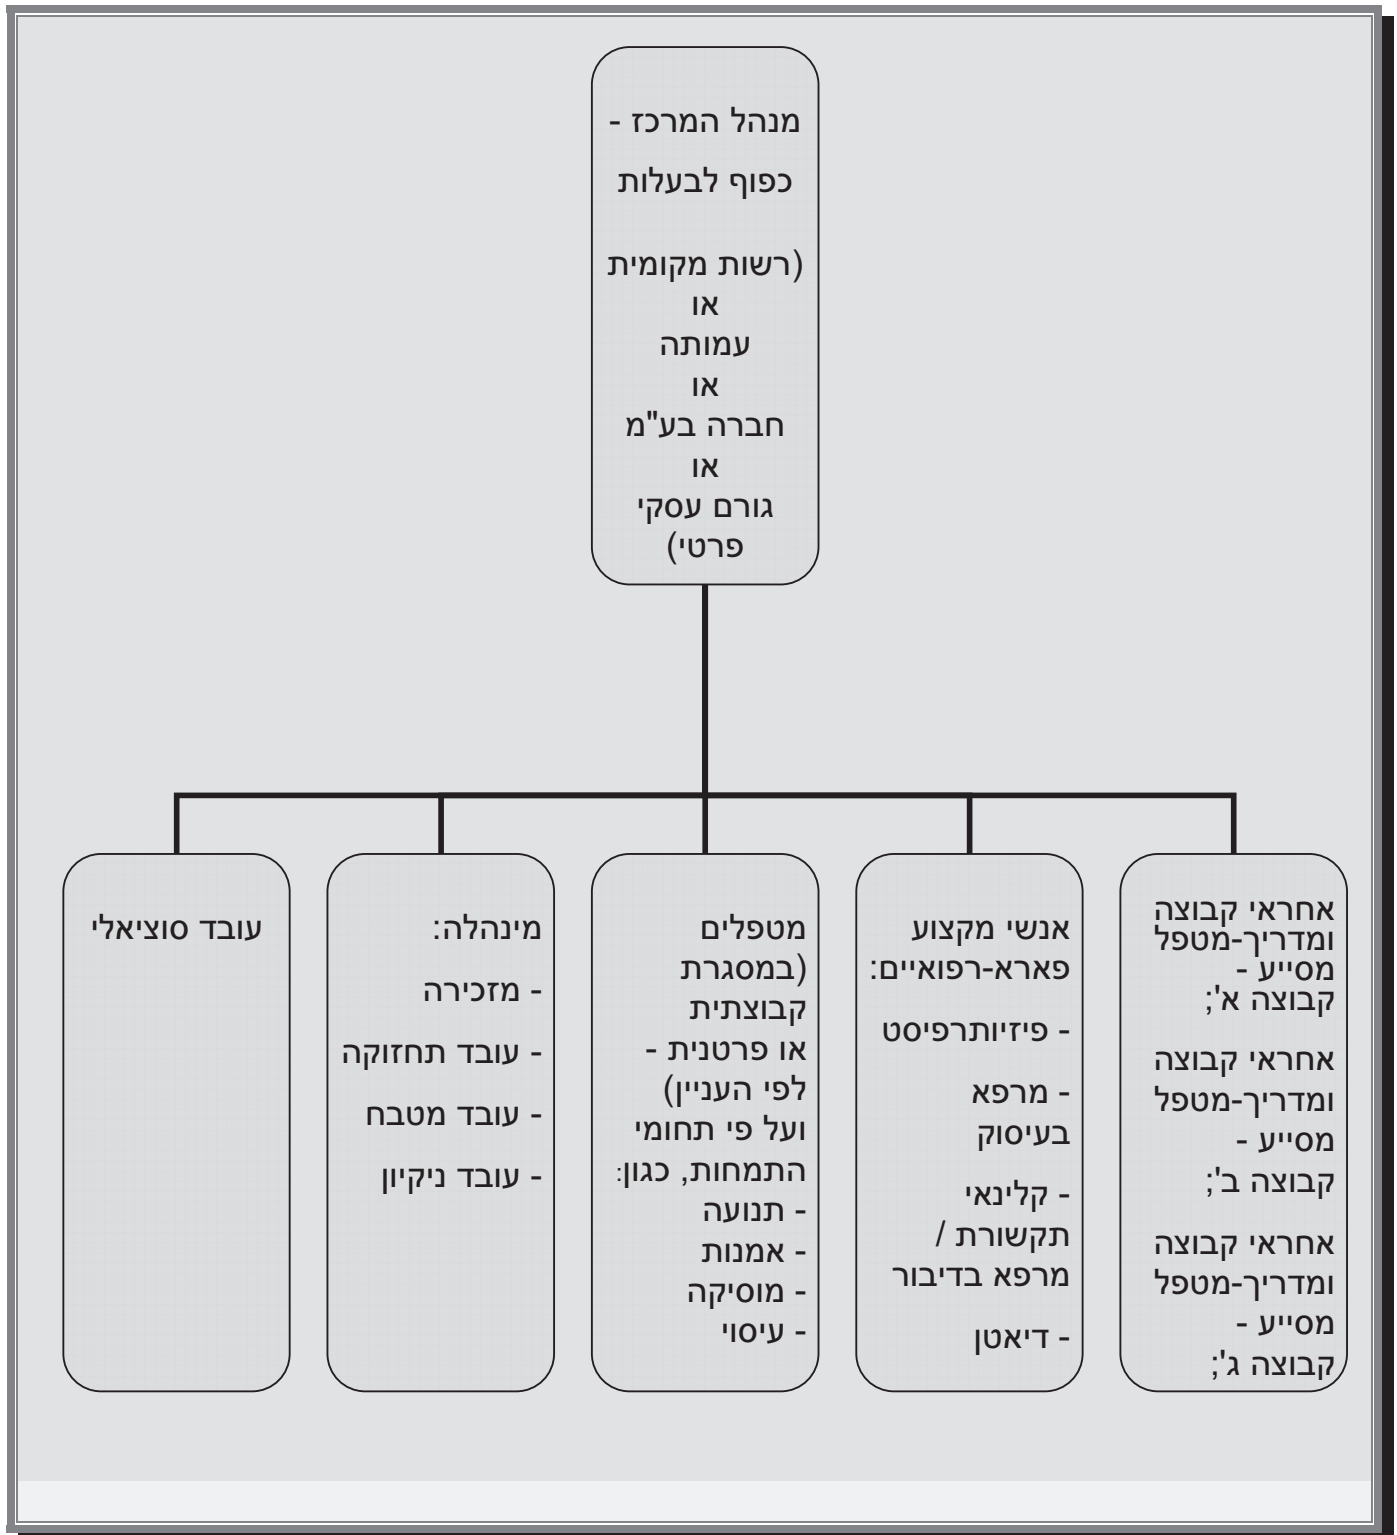 מנהל המרכז -
כפוף לבעלות
(רשות מקומית
או
עמותה
או
חברה בע"מ
או
גורם עסקי
פרטי)
אחראי קבוצה
ומדריך-מטפל
מסייע -
קבוצה א';
אחראי קבוצה
ומדריך-מטפל
מסייע -
קבוצה ב';
אחראי קבוצה
ומדריך-מטפל
מסייע -
קבוצה ג';
אנשי מקצוע
פארא-רפואיים:
- פיזיותרפיסט
- מרפא
בעיסוק
- קלינאי
תקשורת /
מרפא בדיבור
- דיאטן
מטפלים
(במסגרת
קבוצתית
או פרטנית -
לפי העניין)
ועל פי תחומי
התמחות, כגון:
- תנועה
- אמנות
- מוסיקה
- עיסוי
מינהלה:
- מזכירה
- עובד תחזוקה
- עובד מטבח
- עובד ניקיון
עובד סוציאלי